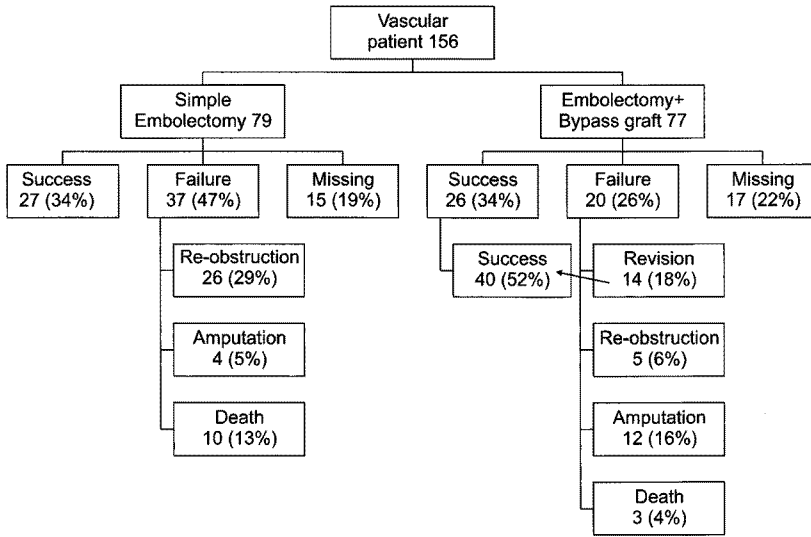 Vascular
patient 156
Simple
Embolectomy 79
Embolectomy+
Bypass graft 77
Success
27 (34%)
Failure
37 (47%)
Missing
15 (19%)
Success
26 (34%)
Failure
20 (26%)
Missing
17 (22%)
Re-obstruction
26 (29%)
Amputation
4 (5%)
Death
10 (13%)
Success
40 (52%)
Revision
14 (18%)
Re-obstruction
5 (6%)
Amputation
12 (16%)
Death
3 (4%)